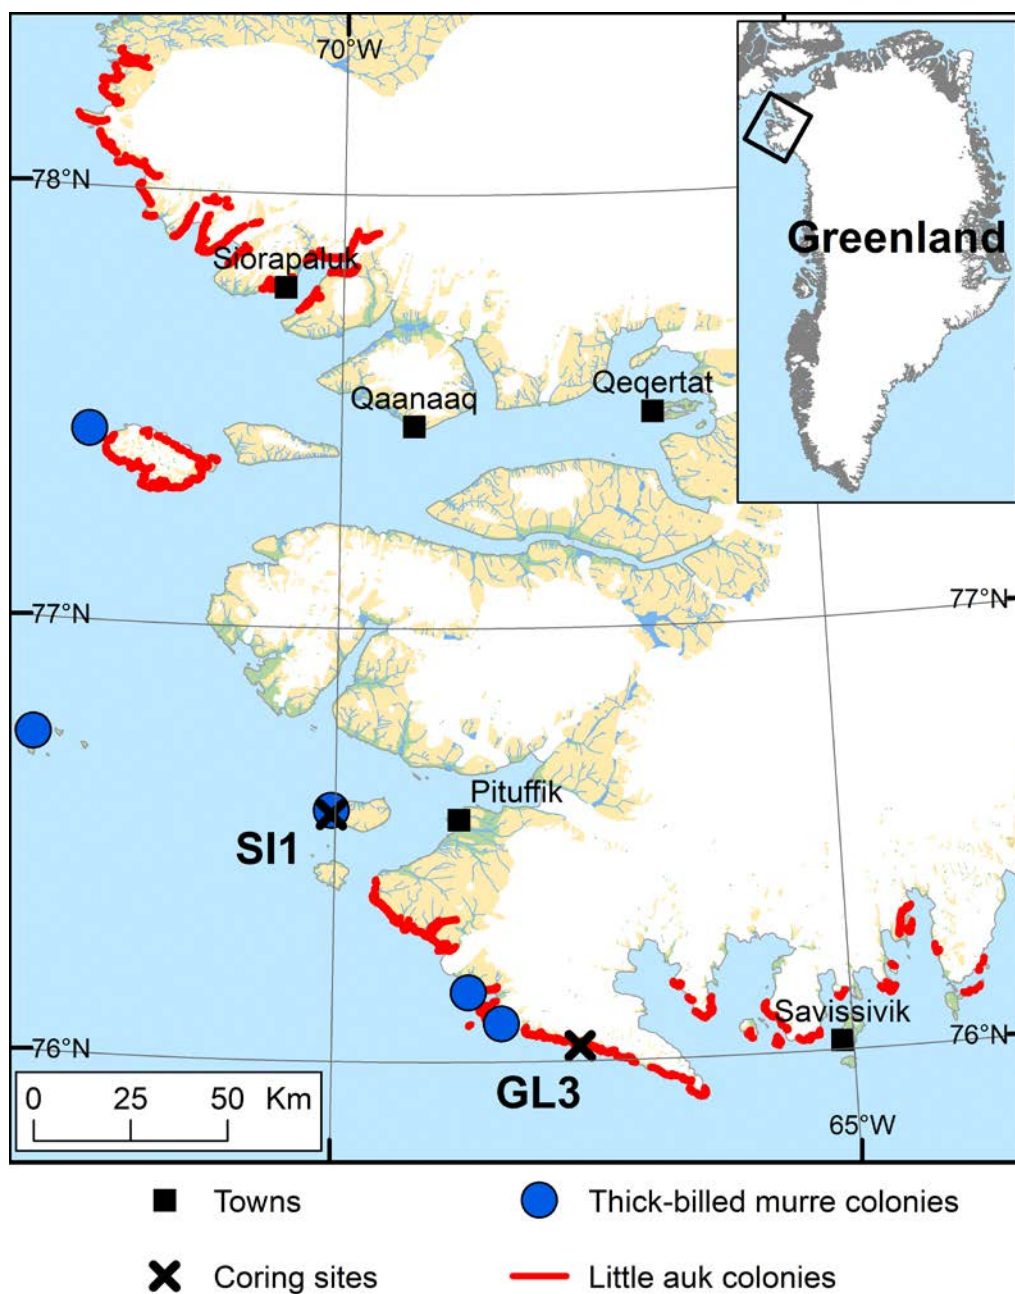 70°W
78°N
Greenland
Siorapaluk
Qaanaaq
Qeqertat
77°N
77°N
Pituffik
SI1
Savissivik
76°N
76°N
GL3
0 25 50 Km
65°W
Towns
Thick-billed murre colonies
Coring sites
Little auk colonies